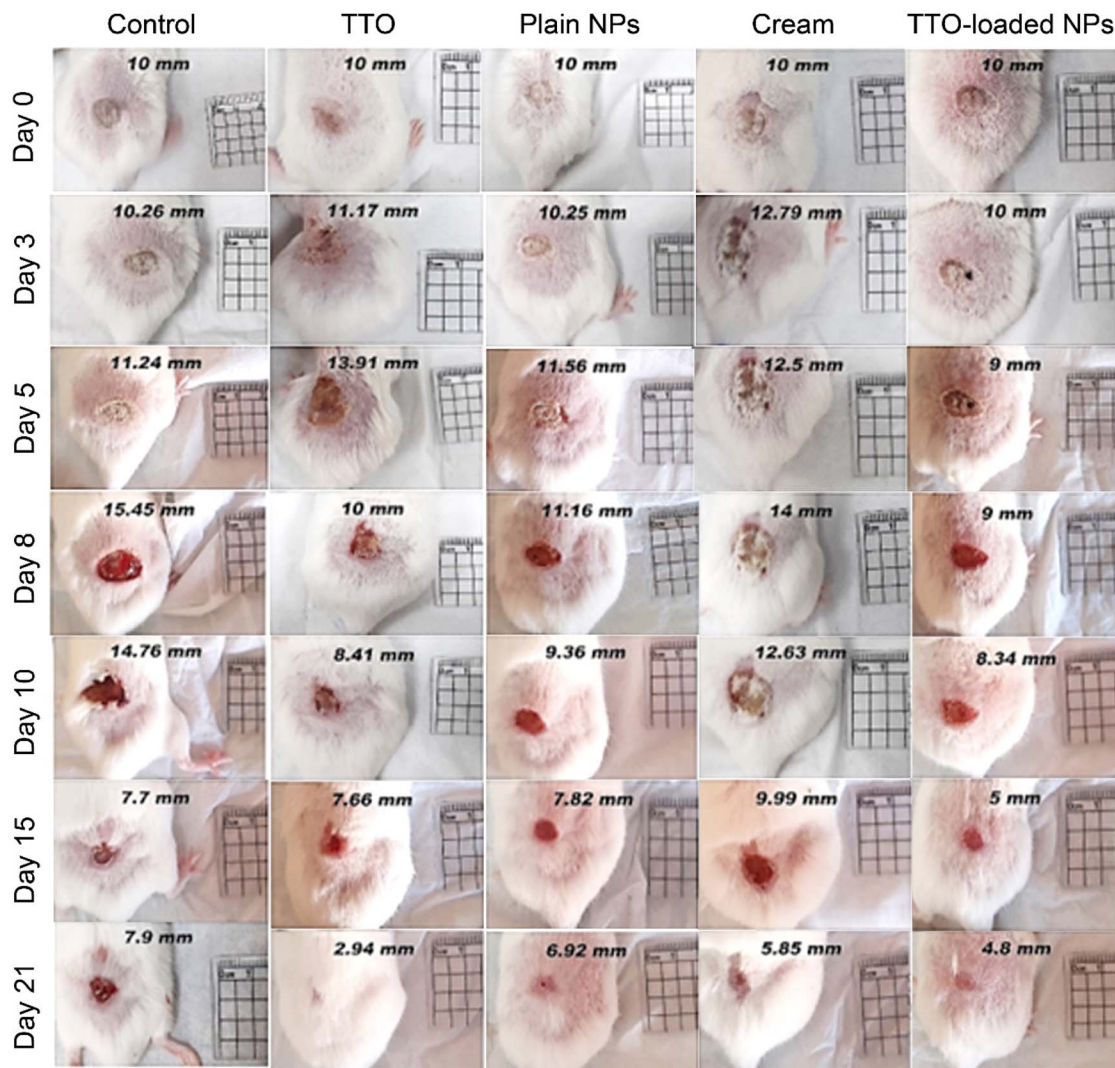 Control TTO Plain NPs Cream TTO-loaded NPs
Day 0 10 mm 10 mm 10 mm 10 mm 10 mm
Day 3 10.26 mm 11.17 mm 10.25 mm 12.79 mm 10 mm
Day 5 11.24 mm 13.91 mm 11.56 mm 12.5 mm 9 mm
Day 8 15.45 mm 10 mm 11.16 mm 14 mm 9 mm
Day 10 14.76 mm 8.41 mm 9.36 mm 12.63 mm 8.34 mm
Day 15 7.7 mm 7.66 mm 7.82 mm 9.99 mm 5 mm
Day 21 7.9 mm 2.94 mm 6.92 mm 5.85 mm 4.8 mm